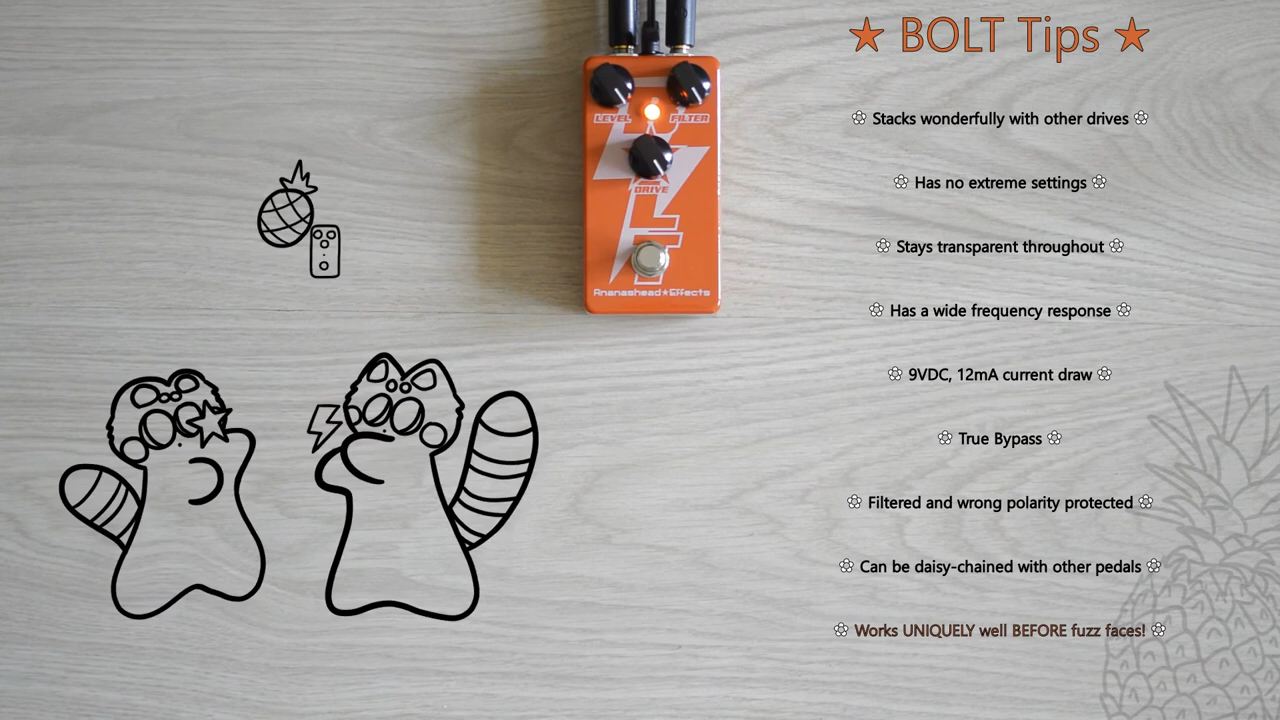 ★ BOLT Tips ★
LEVEL
FILTER
DRIVE
BOLT
Ananashead★Effects
Stacks wonderfully with other drives
Has no extreme settings
Stays transparent throughout
Has a wide frequency response
9VDC, 12mA current draw
True Bypass
Filtered and wrong polarity protected
Can be daisy-chained with other pedals
Works UNIQUELY well BEFORE fuzz faces!